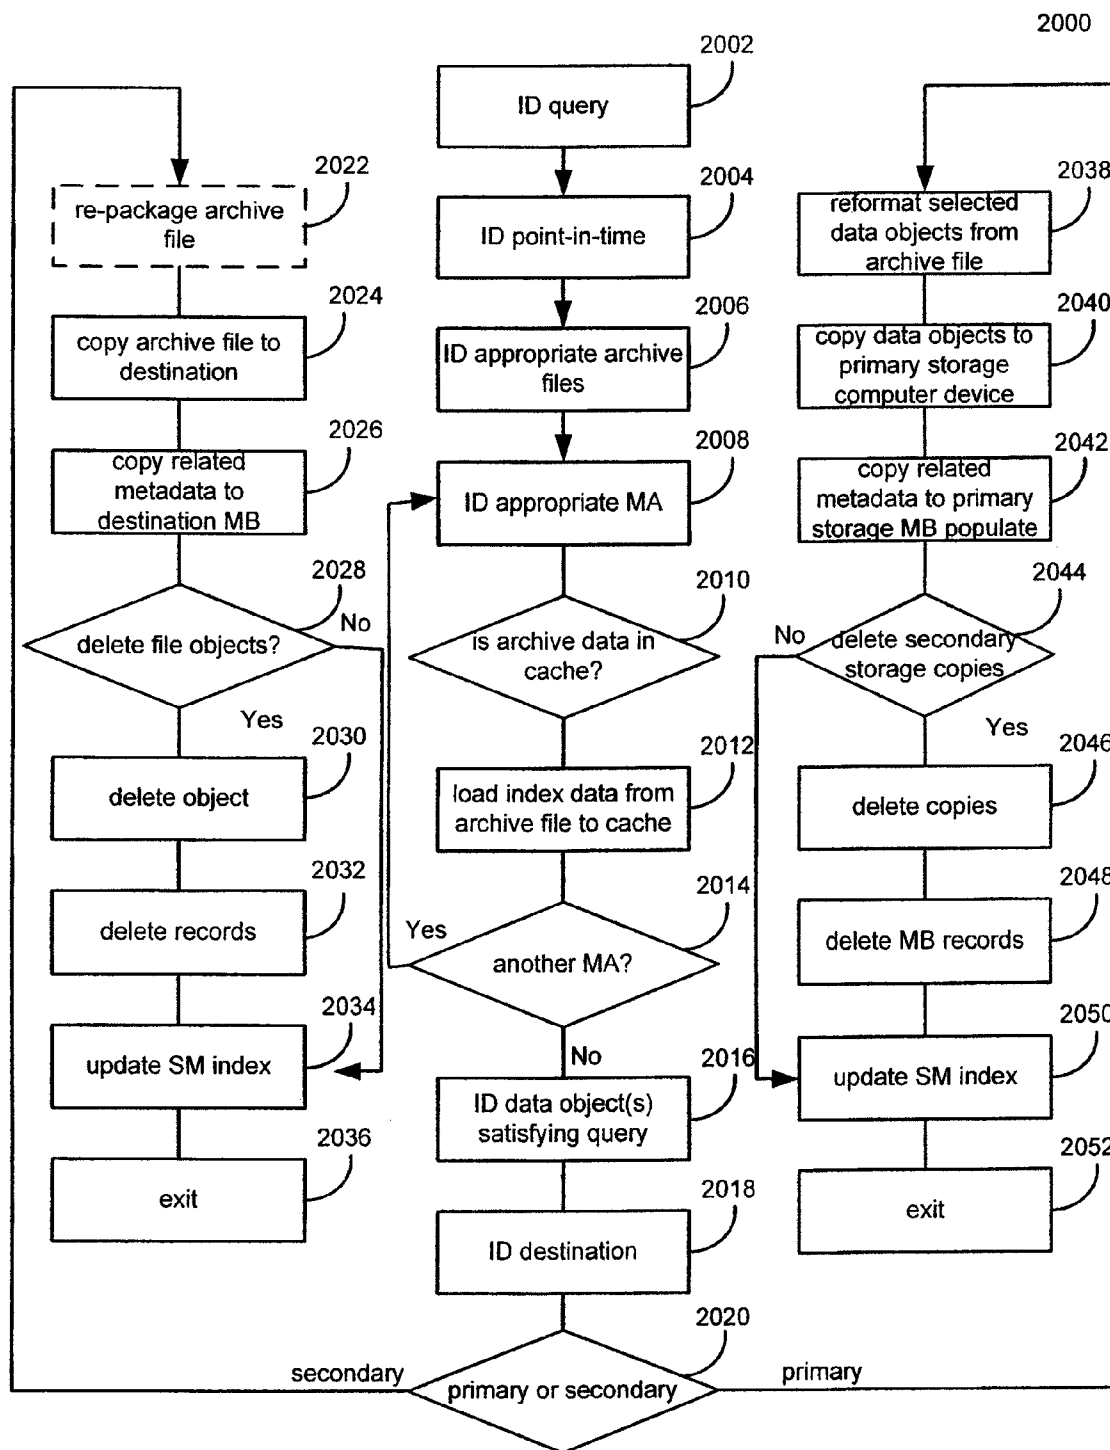 2000
2002
ID query
2004
ID point-in-time
2006
ID appropriate archive
files
2008
ID appropriate MA
2010
is archive data in
cache?
2012
load index data from
archive file to cache
2014
Yes
another MA?
No
2016
ID data object(s)
satisfying query
2018
ID destination
2020
secondary
primary or secondary
primary
2022
re-package archive
file
2024
copy archive file to
destination
2026
copy related
metadata to
destination MB
2028
delete file objects?
No
Yes
2030
delete object
2032
delete records
2034
update SM index
2036
exit
2038
reformat selected
data objects from
archive file
2040
copy data objects to
primary storage
computer device
2042
copy related
metadata to primary
storage MB populate
2044
No
delete secondary
storage copies
Yes
2046
delete copies
2048
delete MB records
2050
update SM index
2052
exit